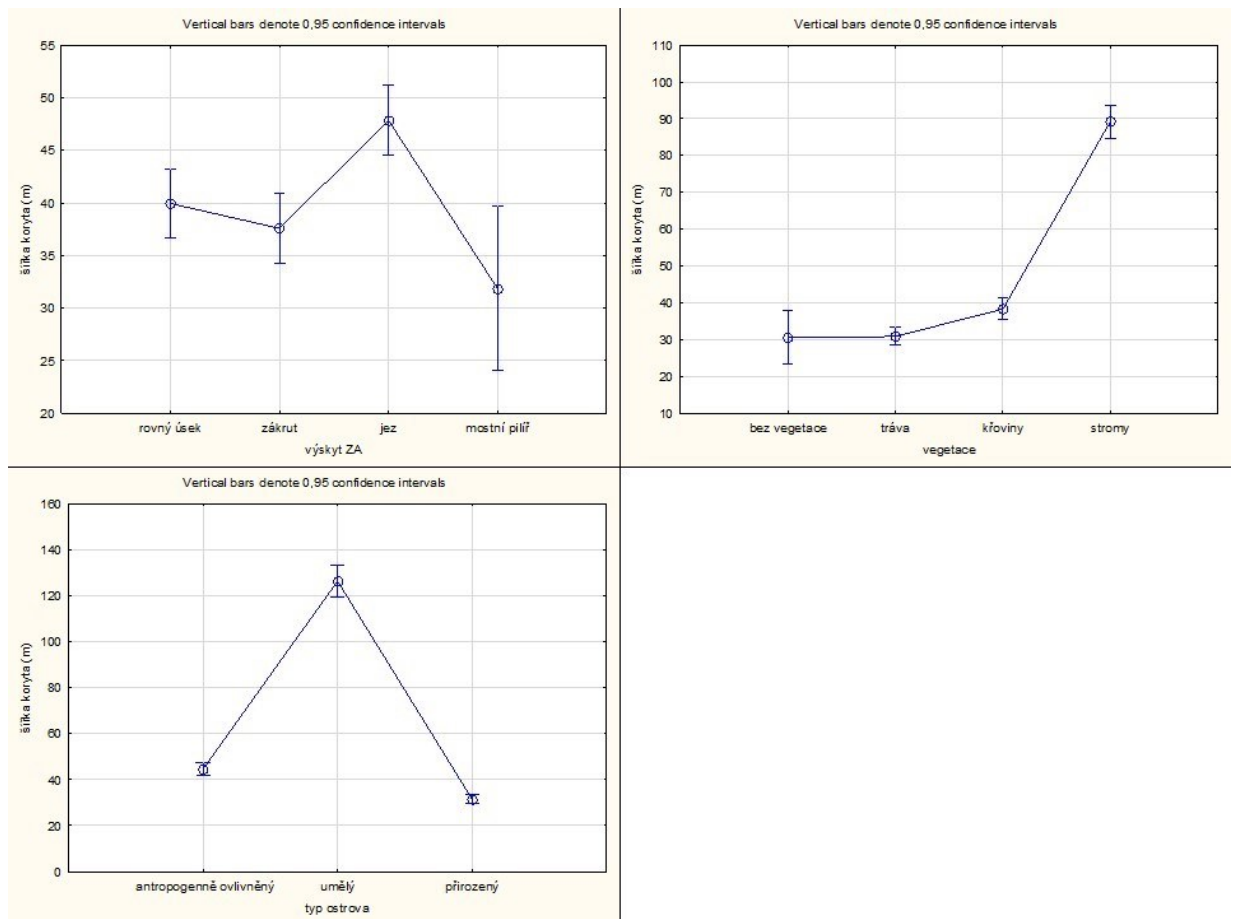 Vertical bars denote 0,95 confidence intervals
55
50
45
40
35
30
25
20
šířka koryta (m)
rovný úsek zákrut jez mostní pilíř
výskyt ZA
Vertical bars denote 0,95 confidence intervals
110
100
90
80
70
60
50
40
30
20
10
šířka koryta (m)
bez vegetace tráva křoviny stromy
vegetace
Vertical bars denote 0,95 confidence intervals
160
140
120
100
80
60
40
20
0
šířka koryta (m)
antropogenně ovlivněný umělý přirozený
typ ostrova